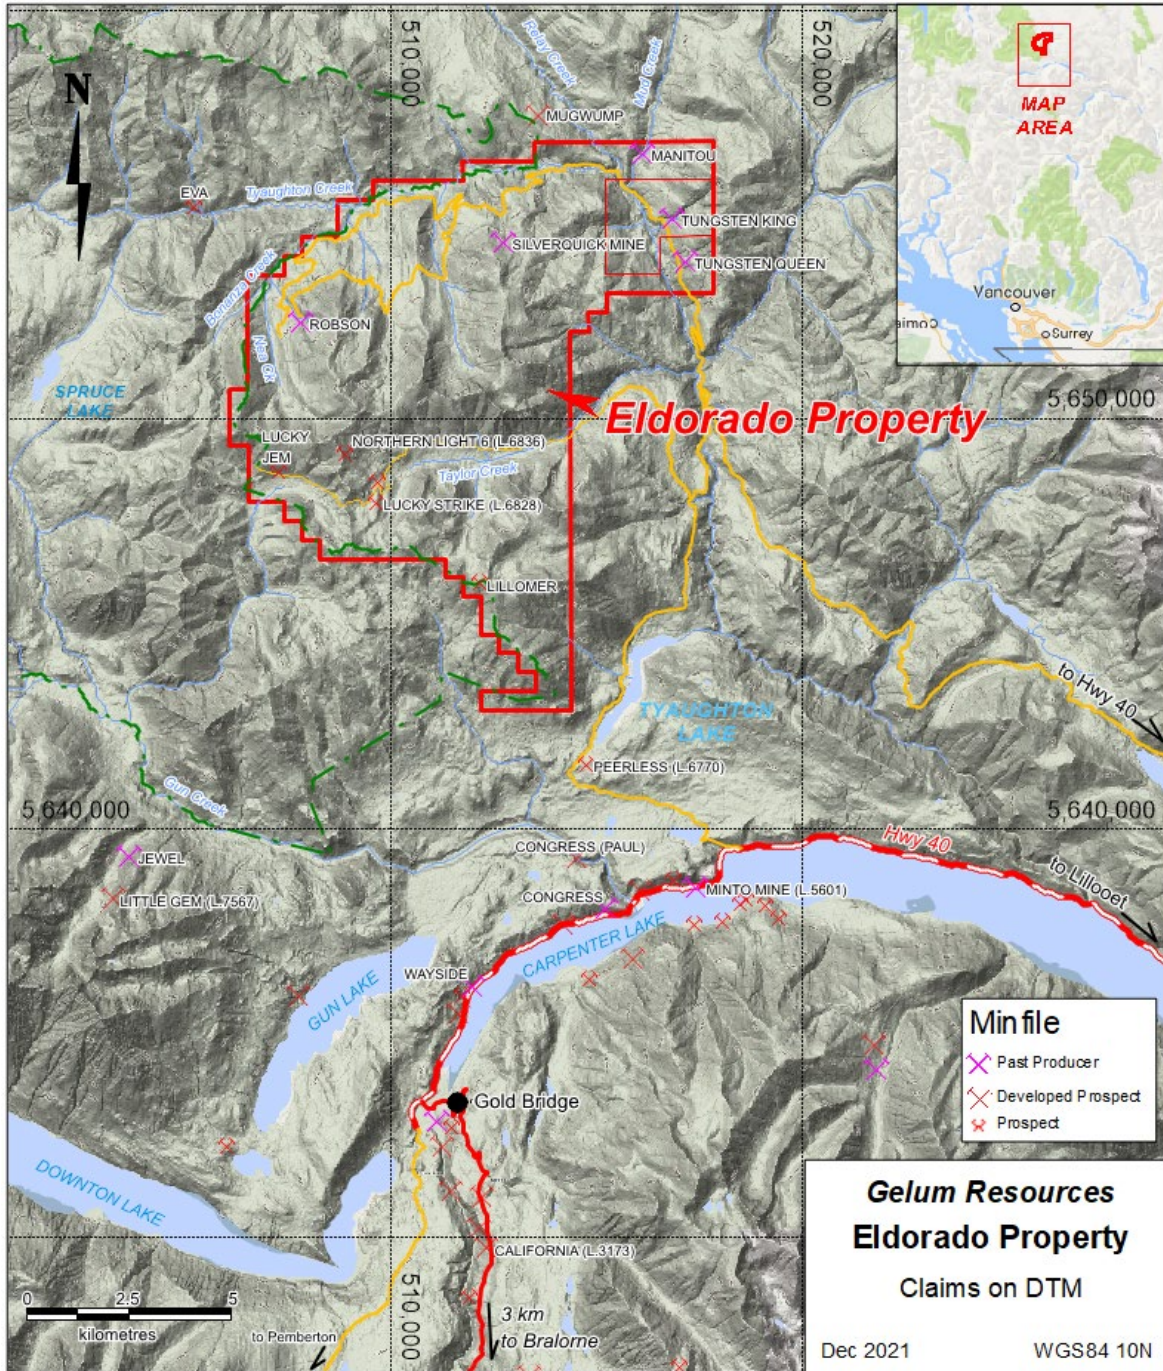 510,000
520,000
Relay Creek
Mud Creek
N
MAP
AREA
MUGWUMP
MANITOU
EVA
Tyaughton Creek
TUNGSTEN KING
SILVERQUICK MINE
TUNGSTEN QUEEN
Bonanza Creek
Vancouver
Surrey
ROBSON
Nea Ck
SPRUCE
LAKE
Eldorado Property
5,650,000
LUCKY
JEM
NORTHERN LIGHT 6 (L.6836)
Taylor Creek
LUCKY STRIKE (L.6828)
LILLOMER
to Hwy 40
TYAUGHTON
LAKE
PEERLESS (L.6770)
Gun Creek
5,640,000
5,640,000
Hwy 40
CONGRESS (PAUL)
JEWEL
to Lillooet
LITTLE GEM (L.7567)
CONGRESS
MINTO MINE (L.5601)
CARPENTER LAKE
WAYSIDE
GUN LAKE
Minfile
Past Producer
Developed Prospect
Prospect
Gold Bridge
DOWNTON LAKE
CALIFORNIA (L.3173)
Gelum Resources
Eldorado Property
Claims on DTM
510,000
0 2.5 5
kilometres
3 km
to Bralorne
to Pemberton
Dec 2021 WGS84 10N